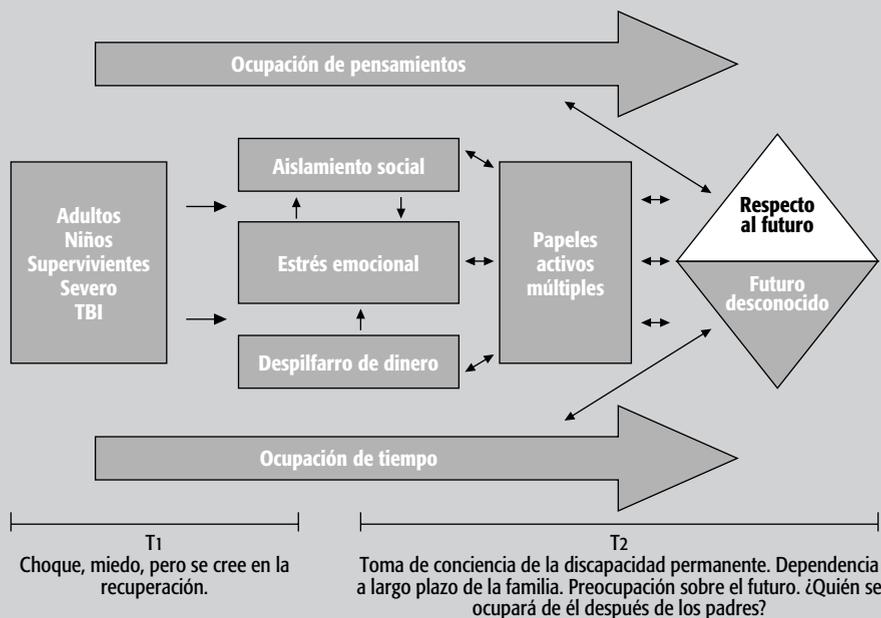 Ocupación de pensamientos
Adultos
Niños
Supervivientes
Severo
TBI
Aislamiento social
Estrés emocional
Despilfarro de dinero
Papeles
activos
múltiples
Respecto
al futuro
Futuro
desconocido
Ocupación de tiempo
T1
Choque, miedo, pero se cree en la
recuperación.
T2
Toma de conciencia de la discapacidad permanente. Dependencia
a largo plazo de la familia. Preocupación sobre el futuro. ¿Quién se
ocupará de él después de los padres?